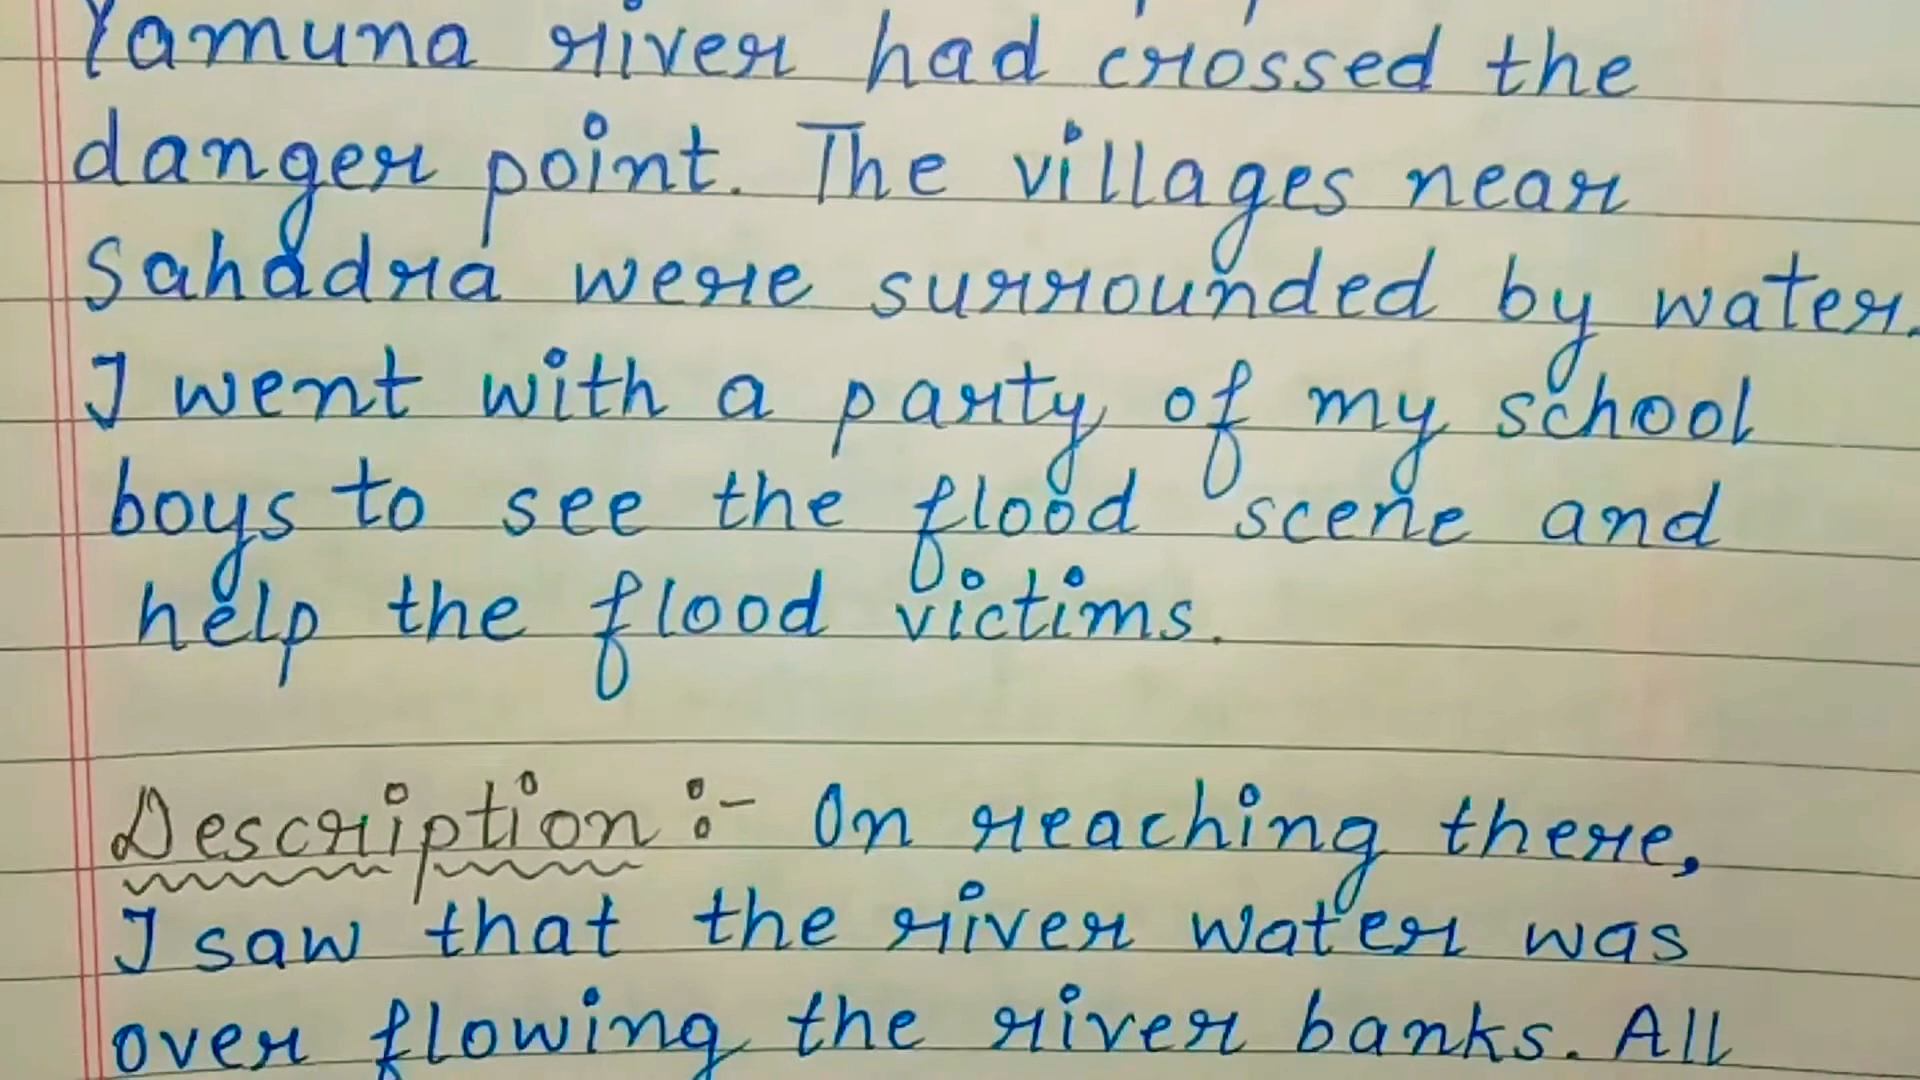 Yamuna river had crossed the
danger point. The villages near
Sahadra were surrounded by water.
I went with a party of my school
boys to see the flood scene and
help the flood victims.
Description :- On reaching there,
I saw that the river water was
over flowing the river banks. All